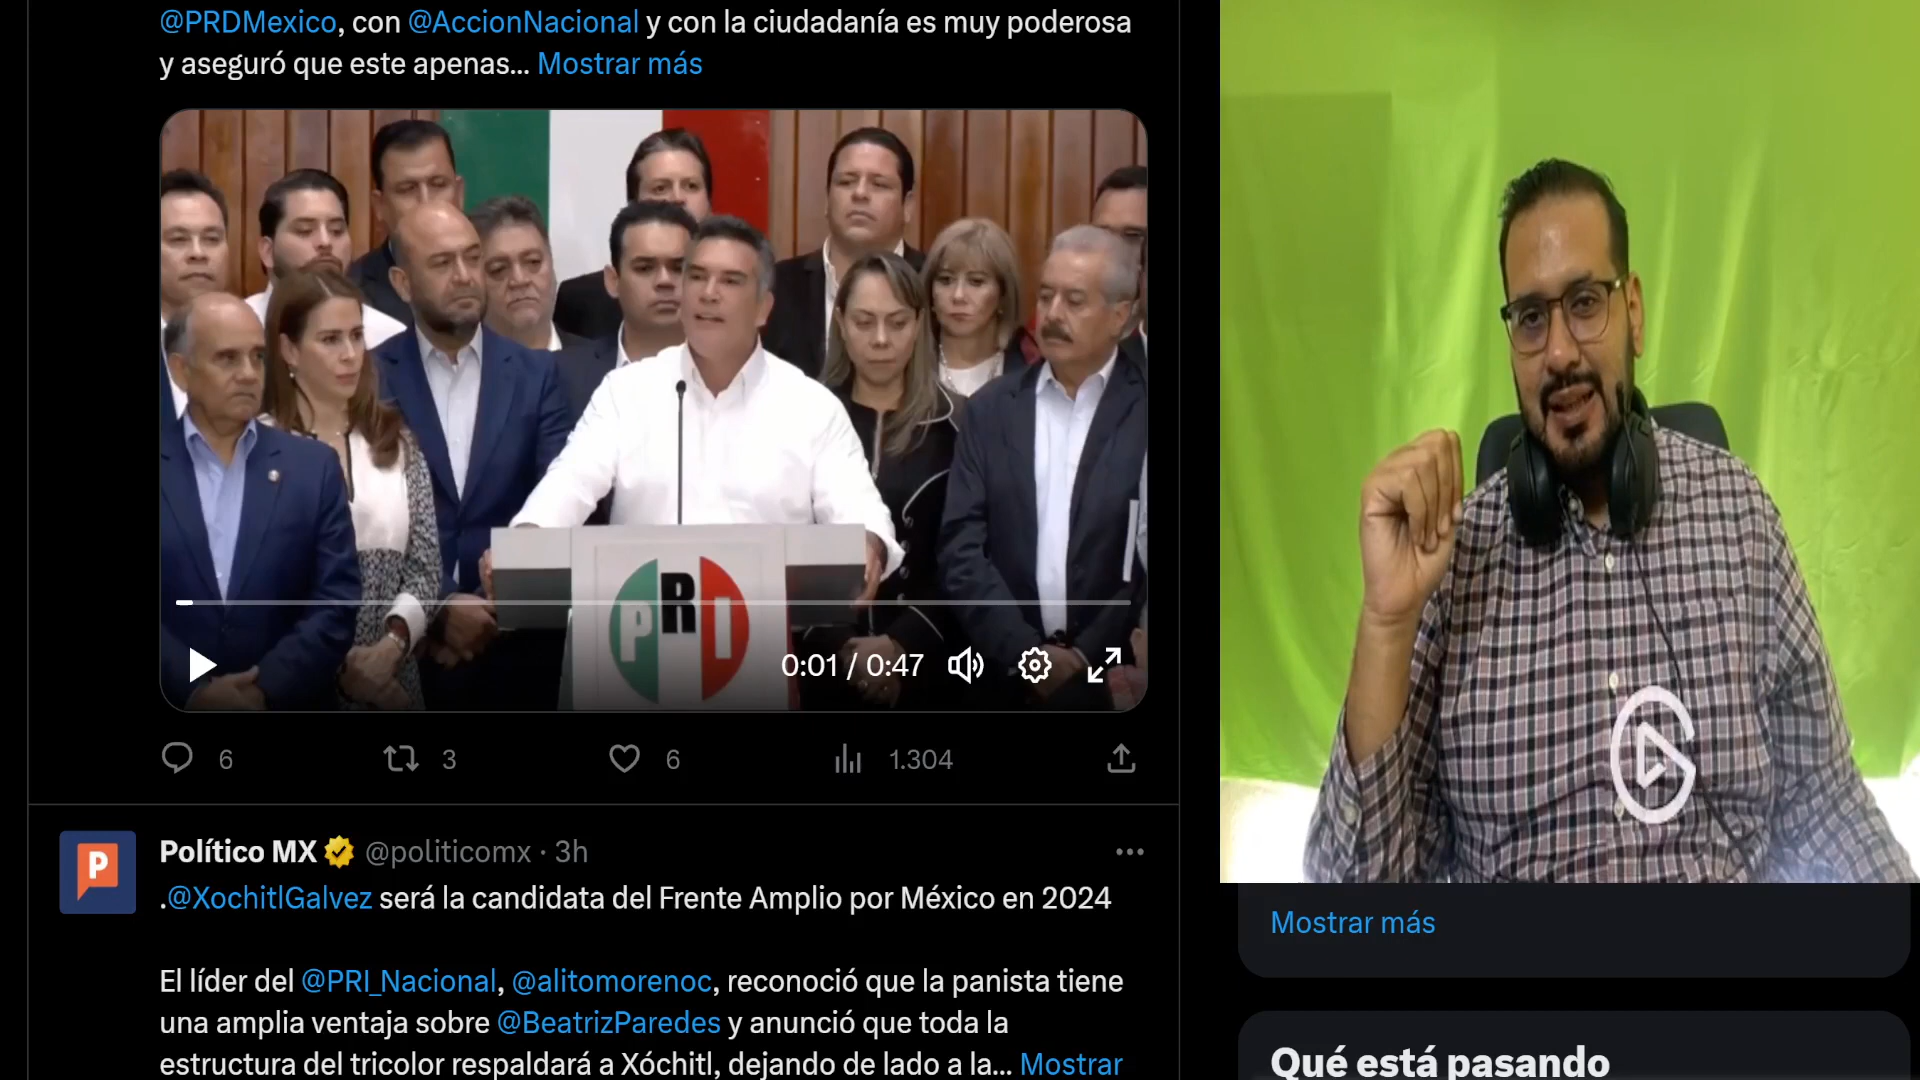 @PRDMexico, con @AccionNacional y con la ciudadanía es muy poderosa
y aseguró que este apenas... Mostrar más
PRI
0:01 / 0:47
6 3 6 1.304
Político MX @politicomx · 3h
.@XochitlGalvez será la candidata del Frente Amplio por México en 2024
El líder del @PRI_Nacional, @alitomorenoc, reconoció que la panista tiene
una amplia ventaja sobre @BeatrizParedes y anunció que toda la
estructura del tricolor respaldará a Xóchitl, dejando de lado a la... Mostrar
Mostrar más
Qué está pasando